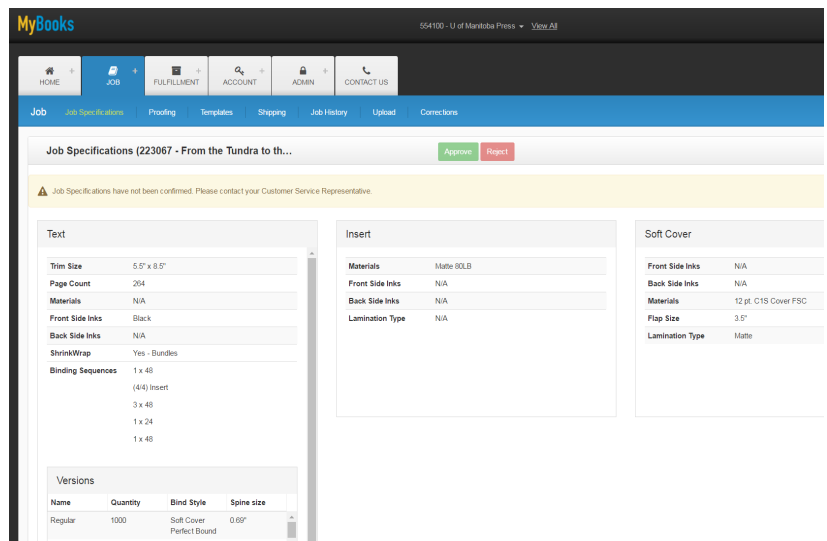 MyBooks
554100 - U of Manitoba Press View All
HOME + JOB + FULFILLMENT + ACCOUNT + ADMIN + CONTACT US
Job Job Specifications Proofing Templates Shipping Job History Upload Corrections
Job Specifications (223067 - From the Tundra to th... Approve Reject
Job Specifications have not been confirmed. Please contact your Customer Service Representative.
Text
Trim Size 5.5" x 8.5"
Page Count 264
Materials N/A
Front Side Inks Black
Back Side Inks N/A
ShrinkWrap Yes - Bundles
Binding Sequences 1 x 48
(4/4) Insert
3 x 48
1 x 24
1 x 48
Versions
Name Quantity Bind Style Spine size
Regular 1000 Soft Cover 0.69"
Perfect Bound
Insert
Materials Matte 80LB
Front Side Inks N/A
Back Side Inks N/A
Lamination Type N/A
Soft Cover
Front Side Inks N/A
Back Side Inks N/A
Materials 12 pt. C1S Cover FSC
Flap Size 3.5"
Lamination Type Matte